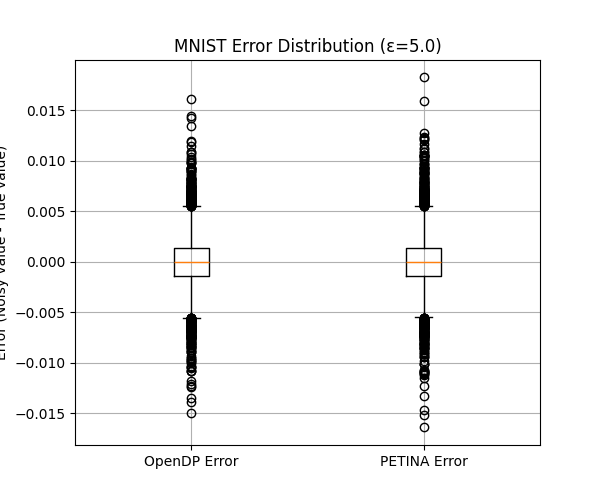 MNIST Error Distribution (ε=5.0)
Error (Noisy Value - True Value)
0.015
0.010
0.005
0.000
−0.005
−0.010
−0.015
OpenDP Error
PETINA Error